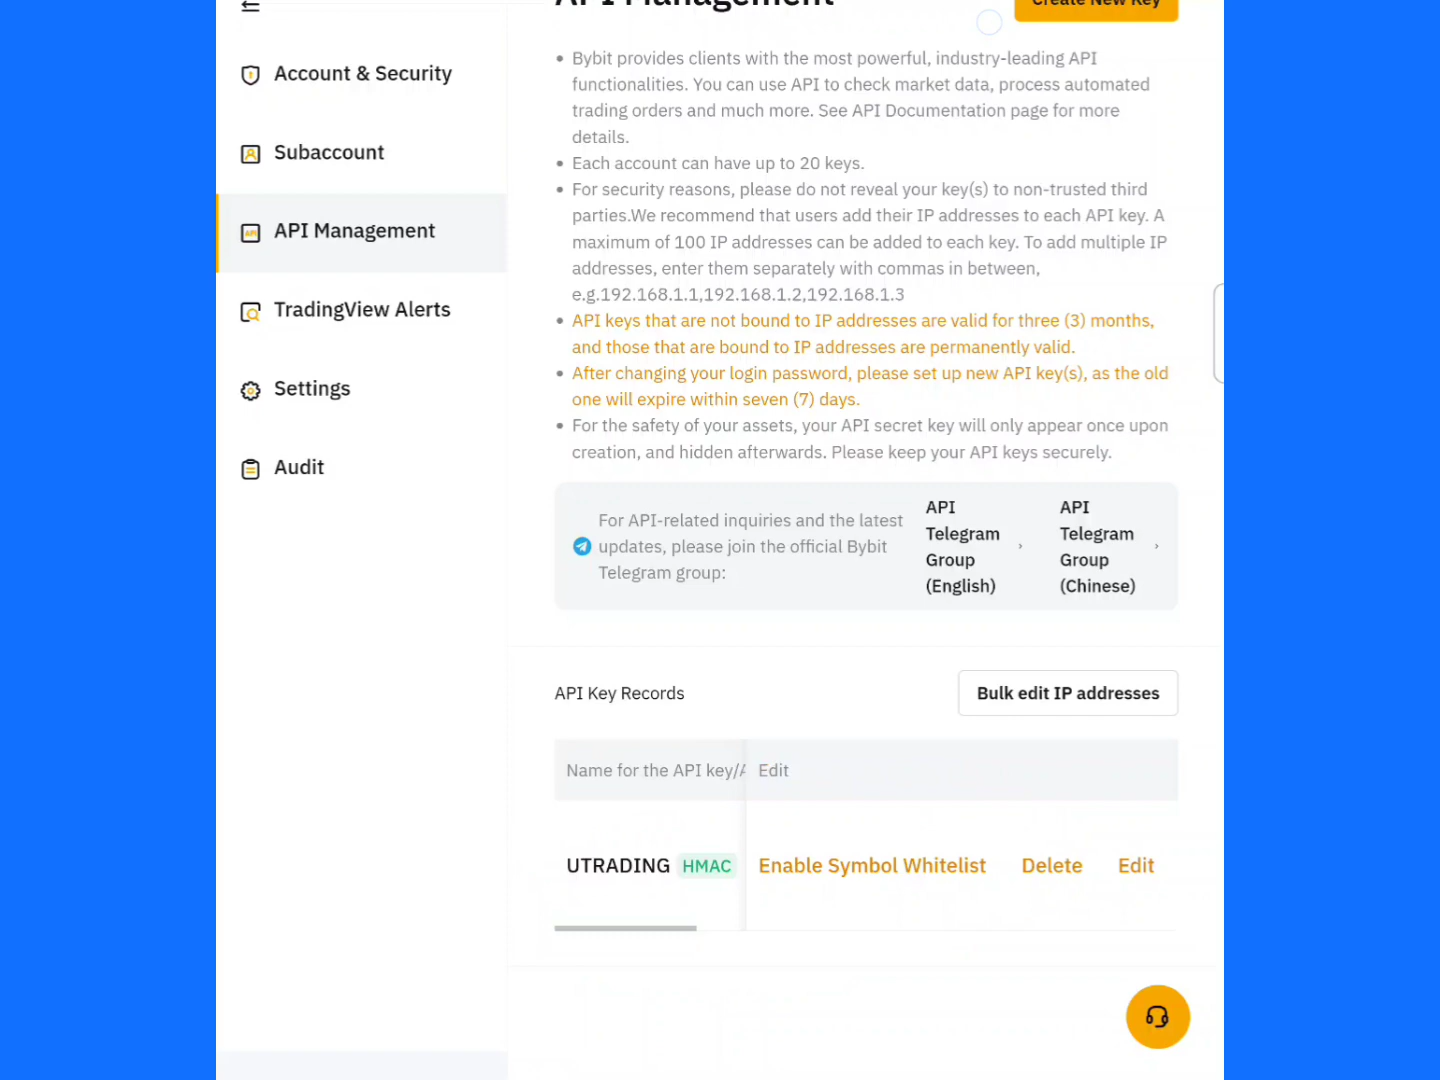 API Management
Create New Key
Account & Security
Subaccount
API Management
TradingView Alerts
Settings
Audit
Bybit provides clients with the most powerful, industry-leading API
functionalities. You can use API to check market data, process automated
trading orders and much more. See API Documentation page for more
details.
Each account can have up to 20 keys.
For security reasons, please do not reveal your key(s) to non-trusted third
parties.We recommend that users add their IP addresses to each API key. A
maximum of 100 IP addresses can be added to each key. To add multiple IP
addresses, enter them separately with commas in between,
e.g.192.168.1.1,192.168.1.2,192.168.1.3
API keys that are not bound to IP addresses are valid for three (3) months,
and those that are bound to IP addresses are permanently valid.
After changing your login password, please set up new API key(s), as the old
one will expire within seven (7) days.
For the safety of your assets, your API secret key will only appear once upon
creation, and hidden afterwards. Please keep your API keys securely.
For API-related inquiries and the latest
updates, please join the official Bybit
Telegram group:
API
Telegram
Group
(English)
API
Telegram
Group
(Chinese)
API Key Records
Bulk edit IP addresses
Name for the API key/
Edit
UTRADING HMAC
Enable Symbol Whitelist
Delete
Edit